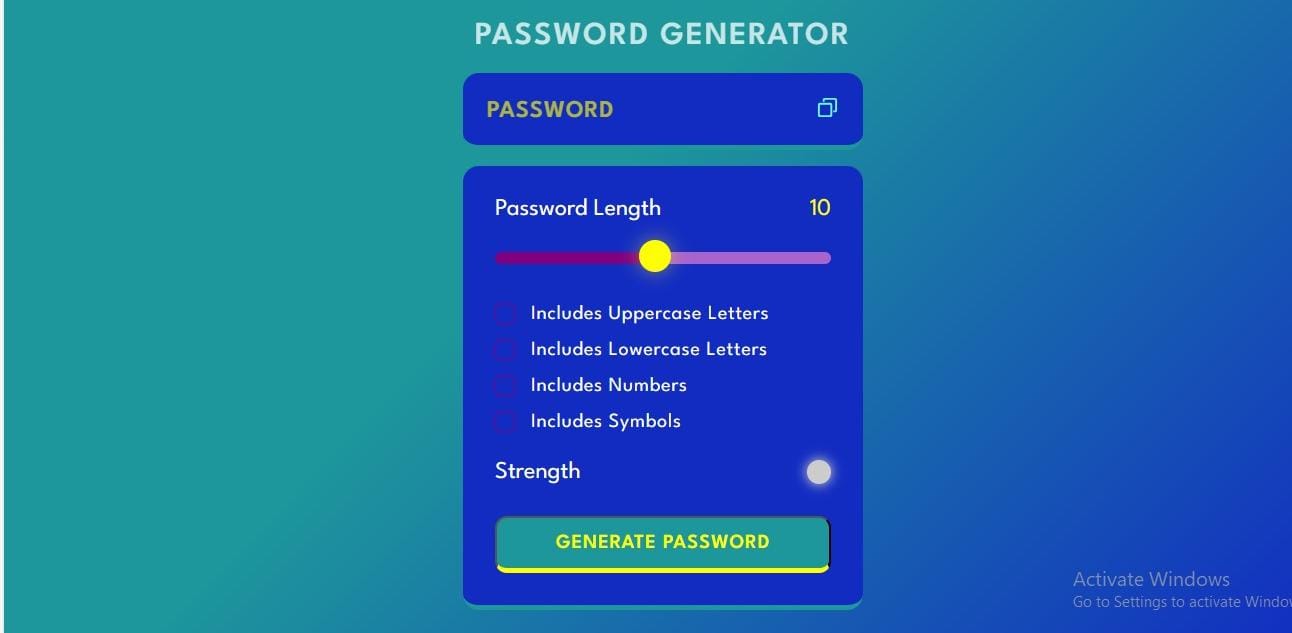 PASSWORD GENERATOR
PASSWORD
Password Length 10
Includes Uppercase Letters
Includes Lowercase Letters
Includes Numbers
Includes Symbols
Strength
GENERATE PASSWORD
Activate Windows
Go to Settings to activate Window